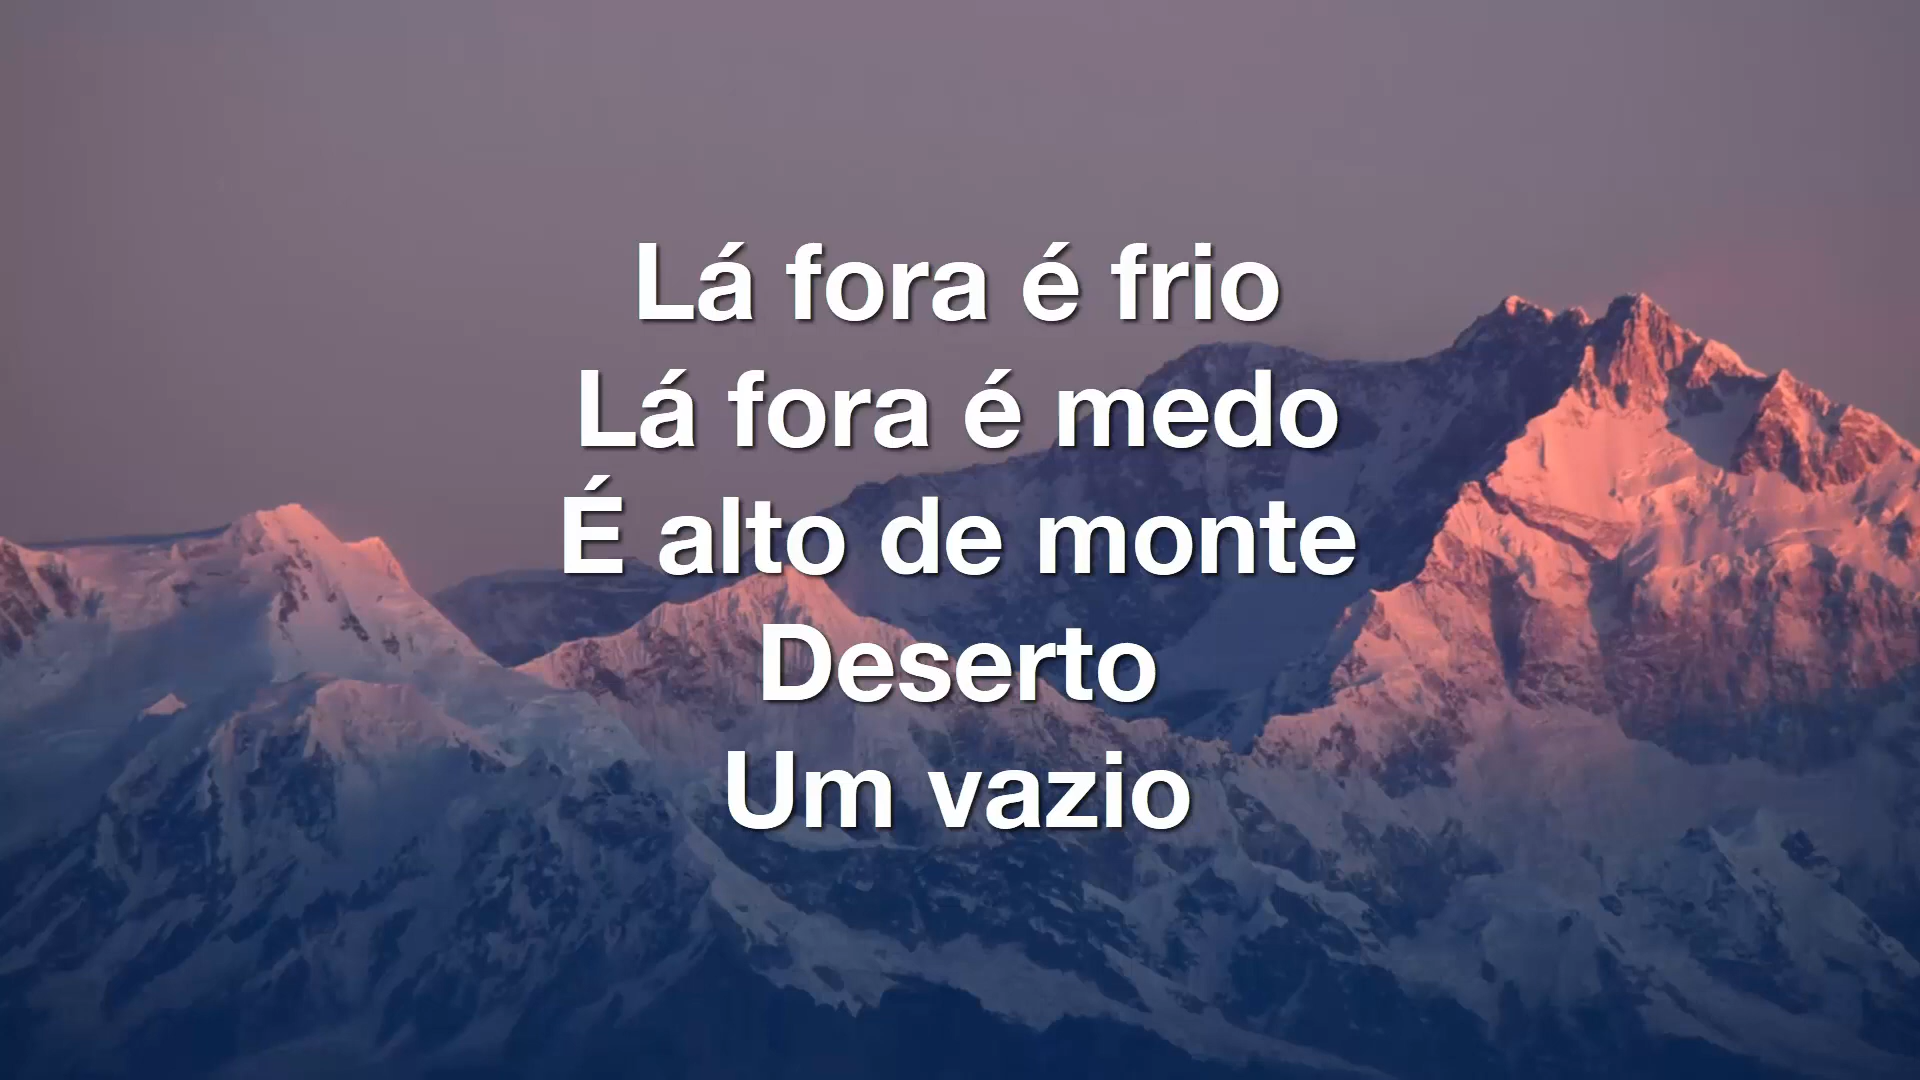 Lá fora é frio
Lá fora é medo
É alto de monte
Deserto
Um vazio